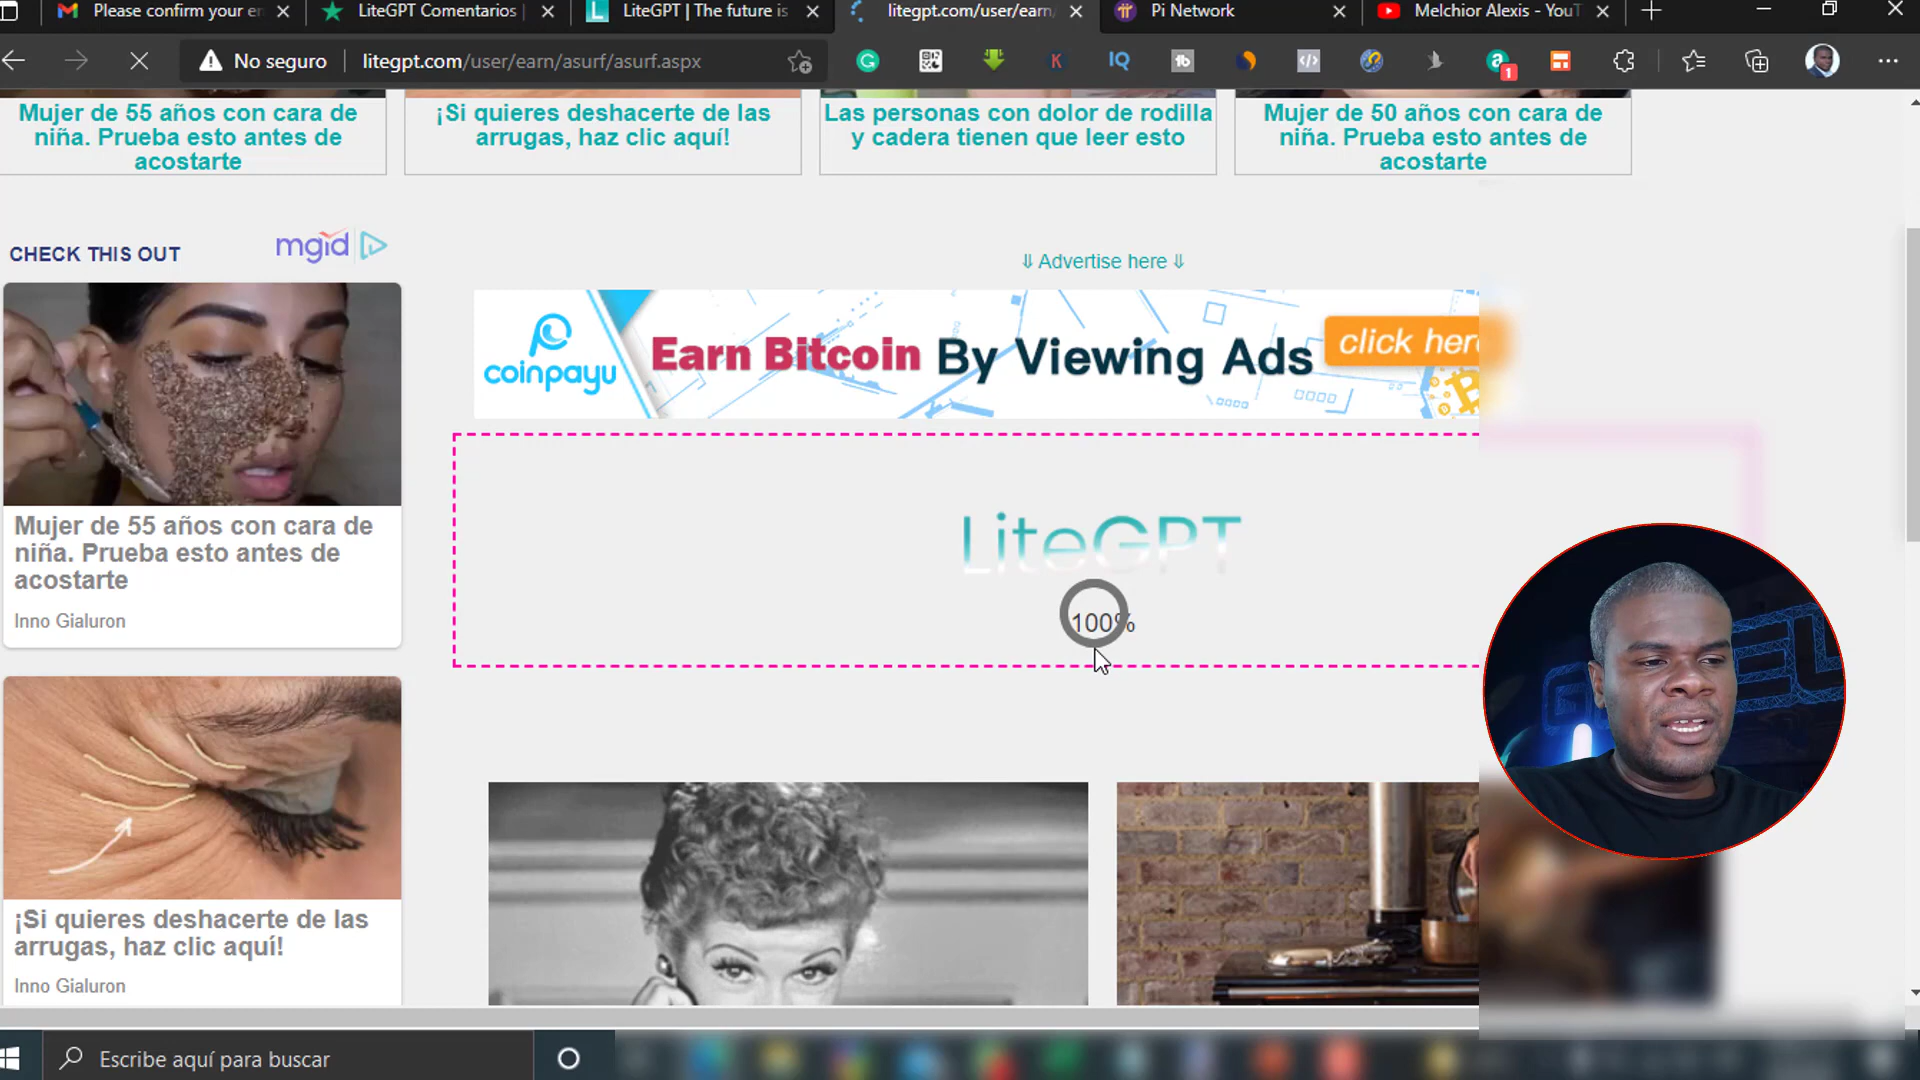 Please confirm your e
LiteGPT Comentarios
LiteGPT | The future is
litegpt.com/user/earn
Pi Network
Melchior Alexis - YouT
No seguro
litegpt.com/user/earn/asurf/asurf.aspx
K
IQ
tb
</>
a
1
Mujer de 55 años con cara de
niña. Prueba esto antes de
acostarte
¡Si quieres deshacerte de las
arrugas, haz clic aquí!
Las personas con dolor de rodilla
y cadera tienen que leer esto
Mujer de 50 años con cara de
niña. Prueba esto antes de
acostarte
CHECK THIS OUT
mgid
⇓ Advertise here ⇓
coinpayu
Earn Bitcoin By Viewing Ads
click here
LiteGPT
100%
Mujer de 55 años con cara de
niña. Prueba esto antes de
acostarte
Inno Gialuron
¡Si quieres deshacerte de las
arrugas, haz clic aquí!
Inno Gialuron
Escribe aquí para buscar